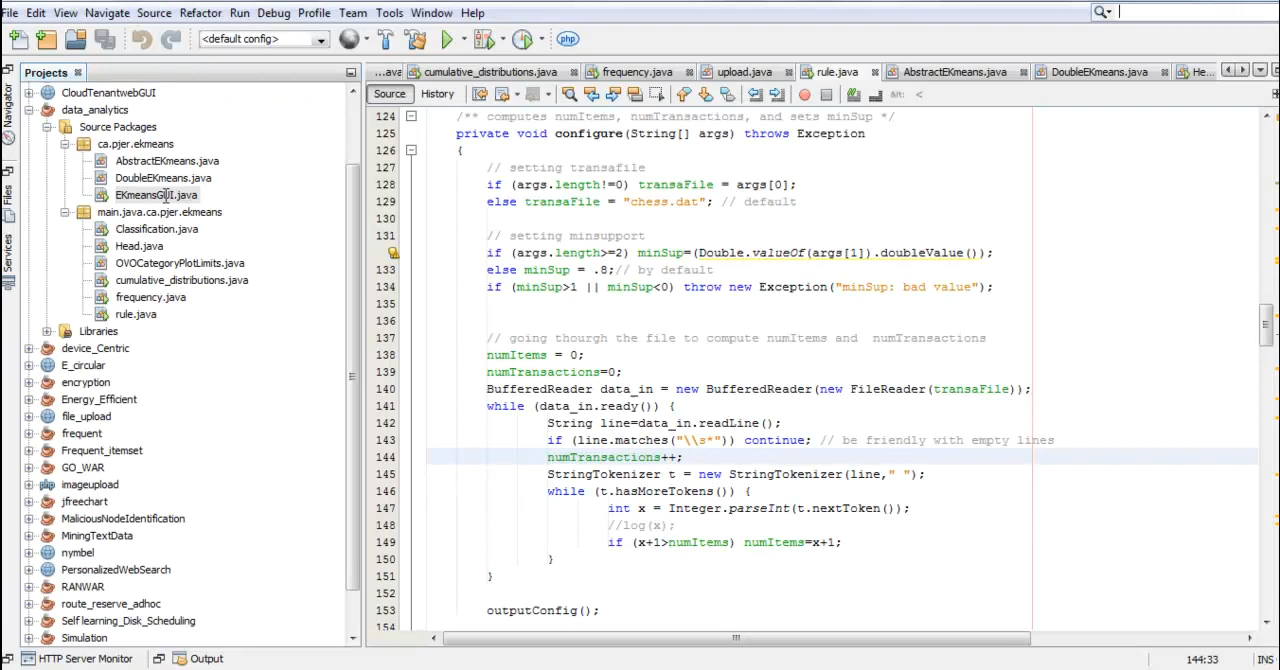 File Edit View Navigate Source Refactor Run Debug Profile Team Tools Window Help
<default config> php
Projects ...ava cumulative_distributions.java frequency.java upload.java rule.java AbstractEKmeans.java DoubleEKmeans.java He...
Source History
Navigator
Files
Services
CloudTenantwebGUI
data_analytics
Source Packages
ca.pjer.ekmeans
AbstractEKmeans.java
DoubleEKmeans.java
EKmeansGUI.java
main.java.ca.pjer.ekmeans
Classification.java
Head.java
OVOCategoryPlotLimits.java
cumulative_distributions.java
frequency.java
rule.java
Libraries
device_Centric
E_circular
encryption
Energy_Efficient
file_upload
frequent
Frequent_itemset
GO_WAR
imageupload
jfreechart
MaliciousNodeIdentification
MiningTextData
nymbel
PersonalizedWebSearch
RANWAR
route_reserve_adhoc
Self learning_Disk_Scheduling
Simulation
124 /** computes numItems, numTransactions, and sets minSup */
125 private void configure(String[] args) throws Exception
126 {
127 // setting transafile
128 if (args.length!=0) transaFile = args[0];
129 else transaFile = "chess.dat"; // default
130
131 // setting minsupport
if (args.length>=2) minSup=(Double.valueOf(args[1]).doubleValue());
133 else minSup = .8;// by default
134 if (minSup>1 || minSup<0) throw new Exception("minSup: bad value");
135
136
137 // going thourgh the file to compute numItems and  numTransactions
138 numItems = 0;
139 numTransactions=0;
140 BufferedReader data_in = new BufferedReader(new FileReader(transaFile));
141 while (data_in.ready()) {
142 String line=data_in.readLine();
143 if (line.matches("\\s*")) continue; // be friendly with empty lines
144 numTransactions++;
145 StringTokenizer t = new StringTokenizer(line," ");
146 while (t.hasMoreTokens()) {
147 int x = Integer.parseInt(t.nextToken());
148 //log(x);
149 if (x+1>numItems) numItems=x+1;
150 }
151 }
152
153 outputConfig();
154
HTTP Server Monitor Output 144:33 INS